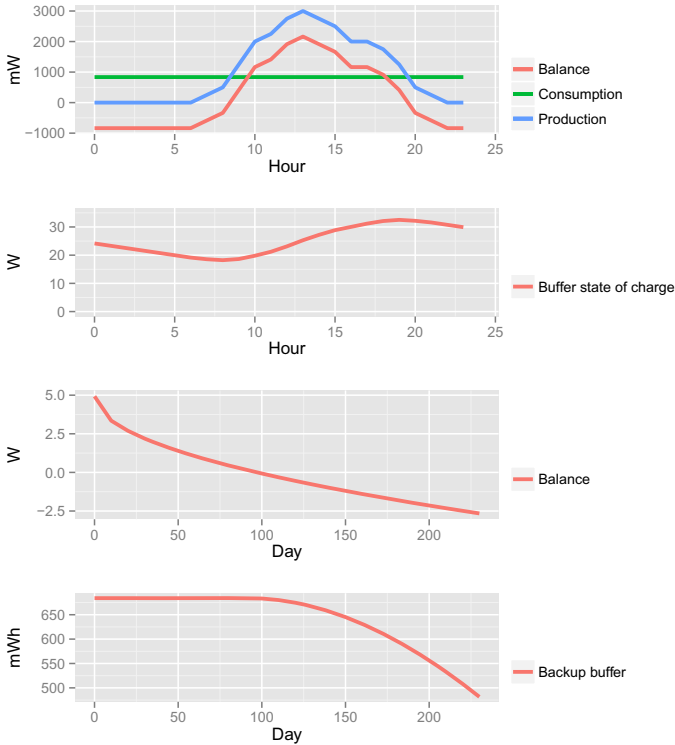 3000
2000
1000
0
−1000
mW
0 5 10 15 20 25
Hour
Balance
Consumption
Production
30
20
10
0
W
0 5 10 15 20 25
Hour
Buffer state of charge
5.0
2.5
0.0
−2.5
W
0 50 100 150 200
Day
Balance
650
600
550
500
mWh
0 50 100 150 200
Day
Backup buffer